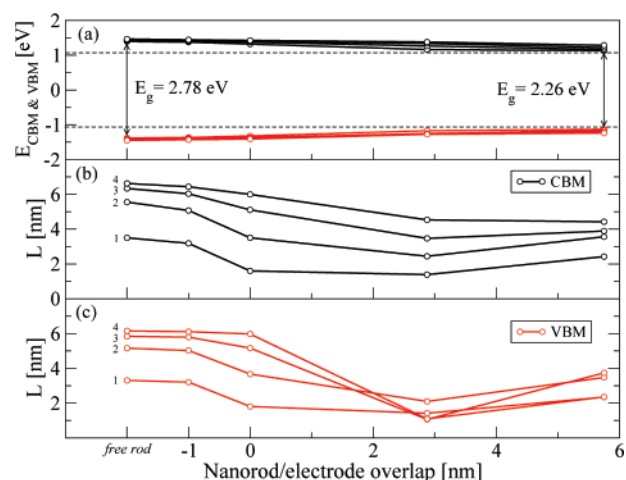 (a)
E_CBM & VBM [eV]
2
1
0
-1
-2
E_g = 2.78 eV
E_g = 2.26 eV
(b)
L [nm]
6
4
2
0
4
3
2
1
CBM
(c)
L [nm]
6
4
2
4
3
2
1
VBM
free rod
-1
0
2
4
6
Nanorod/electrode overlap [nm]